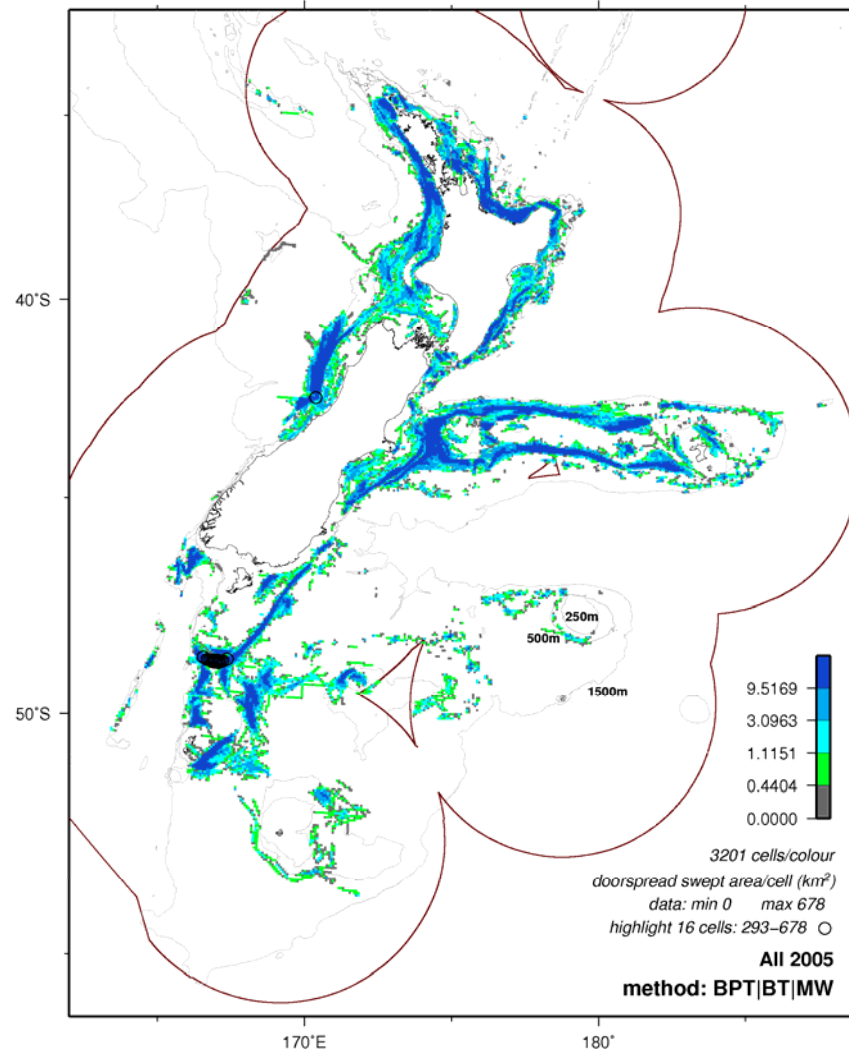 40°S
250m
500m
1500m
50°S
9.5169
3.0963
1.1151
0.4404
0.0000
3201 cells/colour
doorspread swept area/cell (km²)
data: min 0 max 678
highlight 16 cells: 293–678
All 2005
method: BPT|BT|MW
170°E
180°